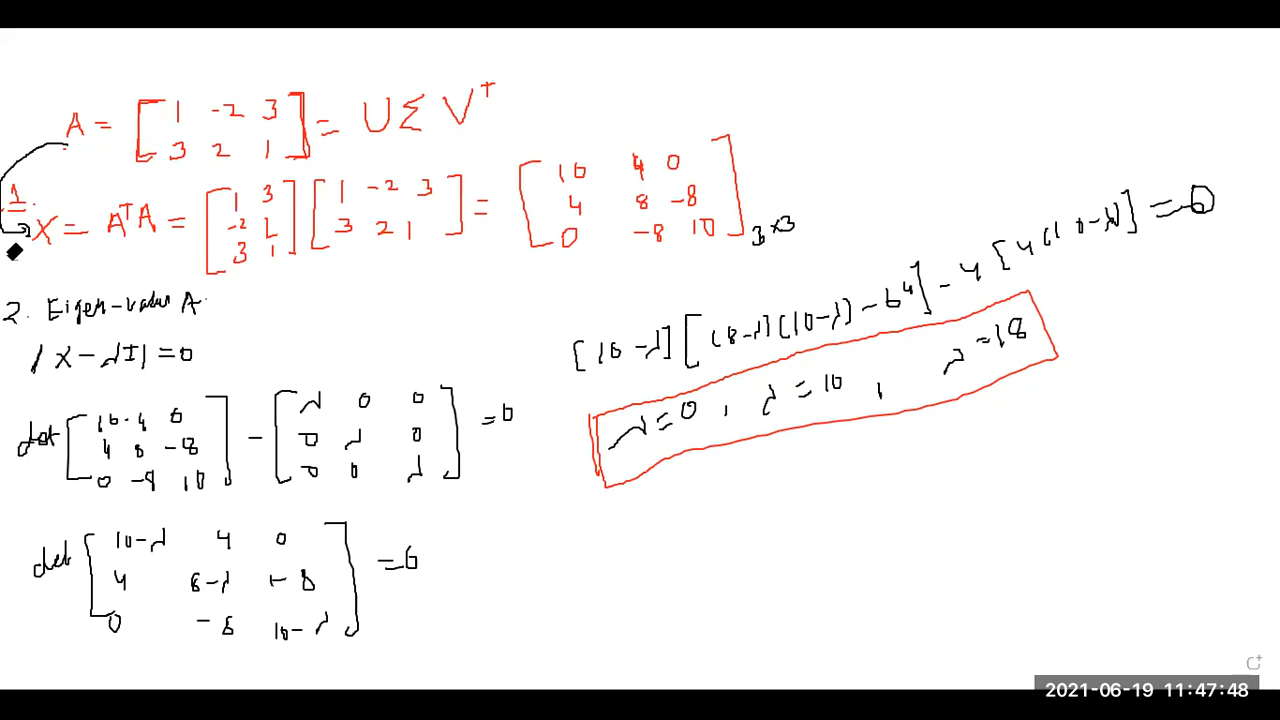 A = [ 1 -2 3 ; 3 2 1 ] = U Σ V^T
1. X = A^T A = [ 1 3 ; -2 2 ; 3 1 ] [ 1 -2 3 ; 3 2 1 ] = [ 10 4 0 ; 4 8 -8 ; 0 -8 10 ] 3×3
2. Eigen-value A
| X - λI | = 0
det [ 10 4 0 ; 4 8 -8 ; 0 -8 10 ] - [ λ 0 0 ; 0 λ 0 ; 0 0 λ ] = 0
det [ 10-λ 4 0 ; 4 8-λ -8 ; 0 -8 10-λ ] = 0
[10-λ] [ (8-λ)(10-λ) - 64 ] - 4 [ 4(10-λ) ] = 0
λ = 0 , λ = 10 , λ = 18
2021-06-19 11:47:48